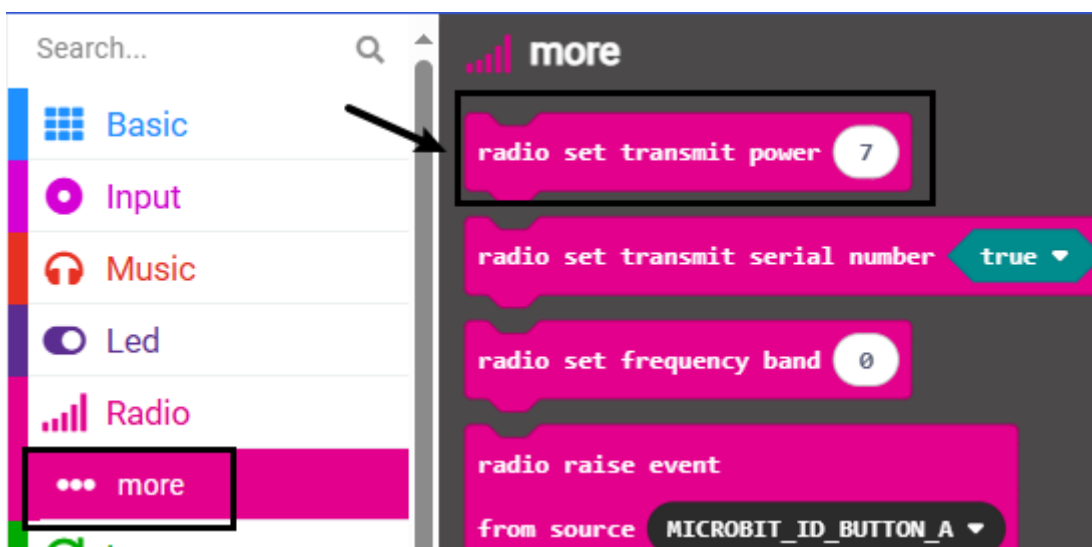 Search...
Basic
Input
Music
Led
Radio
more
more
radio set transmit power 7
radio set transmit serial number true
radio set frequency band 0
radio raise event
from source MICROBIT_ID_BUTTON_A